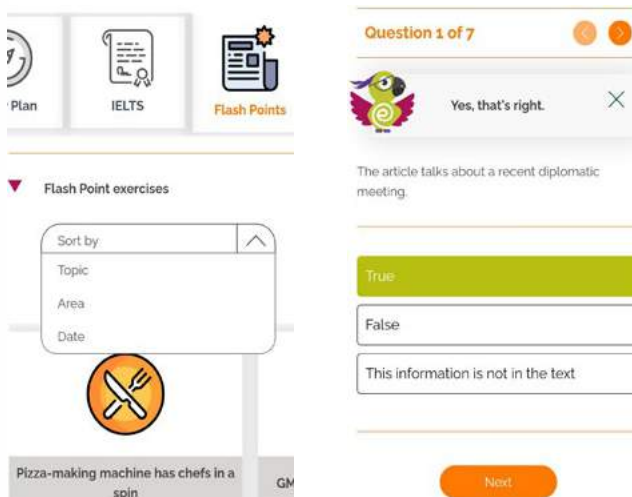 Plan
IELTS
Flash Points
Flash Point exercises
Sort by
Topic
Area
Date
Pizza-making machine has chefs in a
spin
GM
Question 1 of 7
Yes, that's right.
The article talks about a recent diplomatic
meeting.
True
False
This information is not in the text
Next